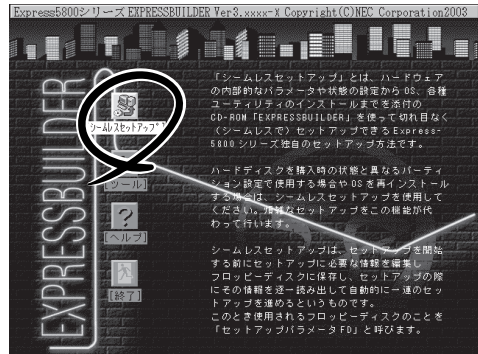 Express5800シリーズ EXPRESSBUILDER Ver3.xxxx-X Copyright(C)NEC Corporation2003
EXPRESSBUILDER
シームレスセットアップ
[ツール]
[ヘルプ]
[終了]
「シームレスセットアップ」とは、ハードウェア
の内部的なパラメータや状態の設定から OS、各種
ユーティリティのインストールまでを添付の
CD-ROM「EXPRESSBUILDER」を使って切れ目なく
(シームレスで) セットアップできる Express-
5800 シリーズ独自のセットアップ方法です。
ハードディスクを購入時の状態と異なるパーティ
ション設定で使用する場合や OS を再インストール
する場合は、シームレスセットアップを使用して
ください。煩雑なセットアップをこの機能が代
わって行います。
シームレスセットアップは、セットアップを開始
する前にセットアップに必要な情報を編集し
フロッピーディスクに保存し、セットアップの際
にその情報を逐一読み出して自動的に一連のセッ
トアップを進めるというものです。
このとき使用されるフロッピーディスクのことを
「セットアップパラメータ FD」と呼びます。